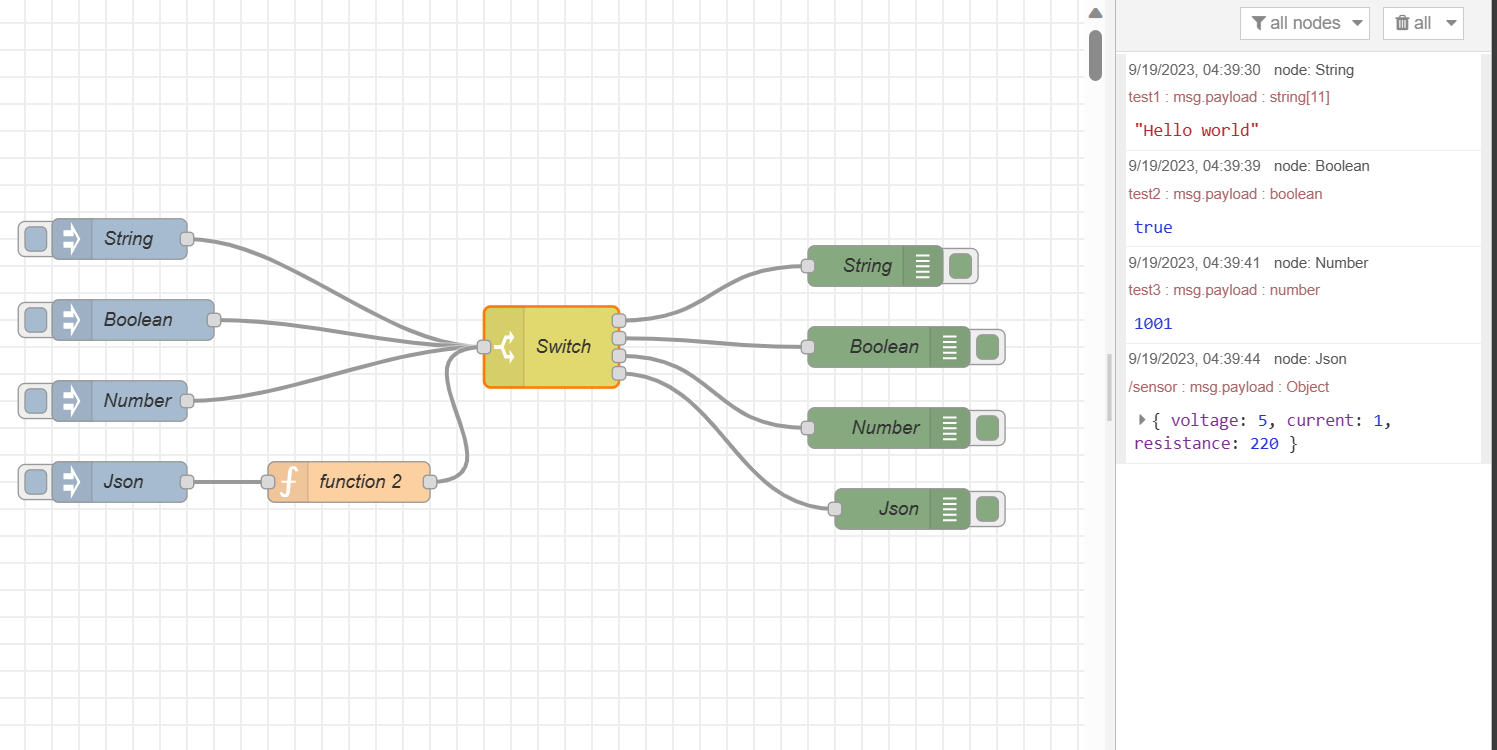 all nodes all
9/19/2023, 04:39:30 node: String
test1 : msg.payload : string[11]
"Hello world"
9/19/2023, 04:39:39 node: Boolean
test2 : msg.payload : boolean
true
9/19/2023, 04:39:41 node: Number
test3 : msg.payload : number
1001
9/19/2023, 04:39:44 node: Json
/sensor : msg.payload : Object
{ voltage: 5, current: 1,
resistance: 220 }
String
Boolean
Number
Json
function 2
Switch
String
Boolean
Number
Json